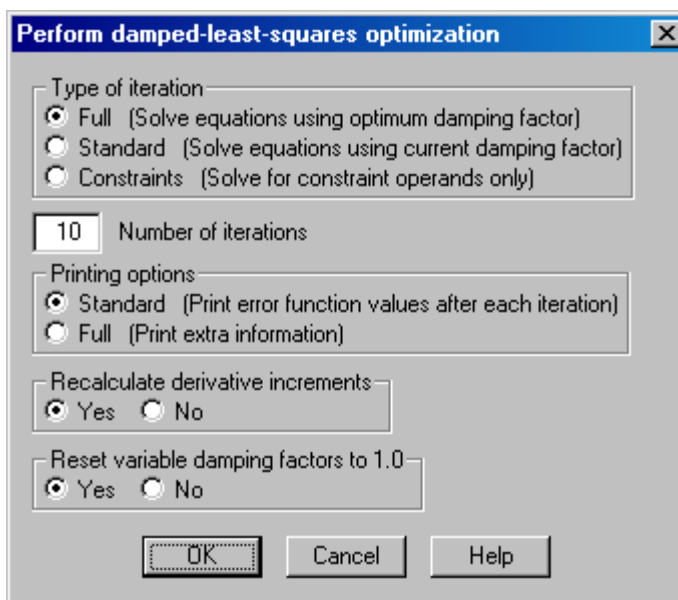 Perform damped-least-squares optimization
Type of iteration
Full (Solve equations using optimum damping factor)
Standard (Solve equations using current damping factor)
Constraints (Solve for constraint operands only)
10 Number of iterations
Printing options
Standard (Print error function values after each iteration)
Full (Print extra information)
Recalculate derivative increments
Yes No
Reset variable damping factors to 1.0
Yes No
OK Cancel Help